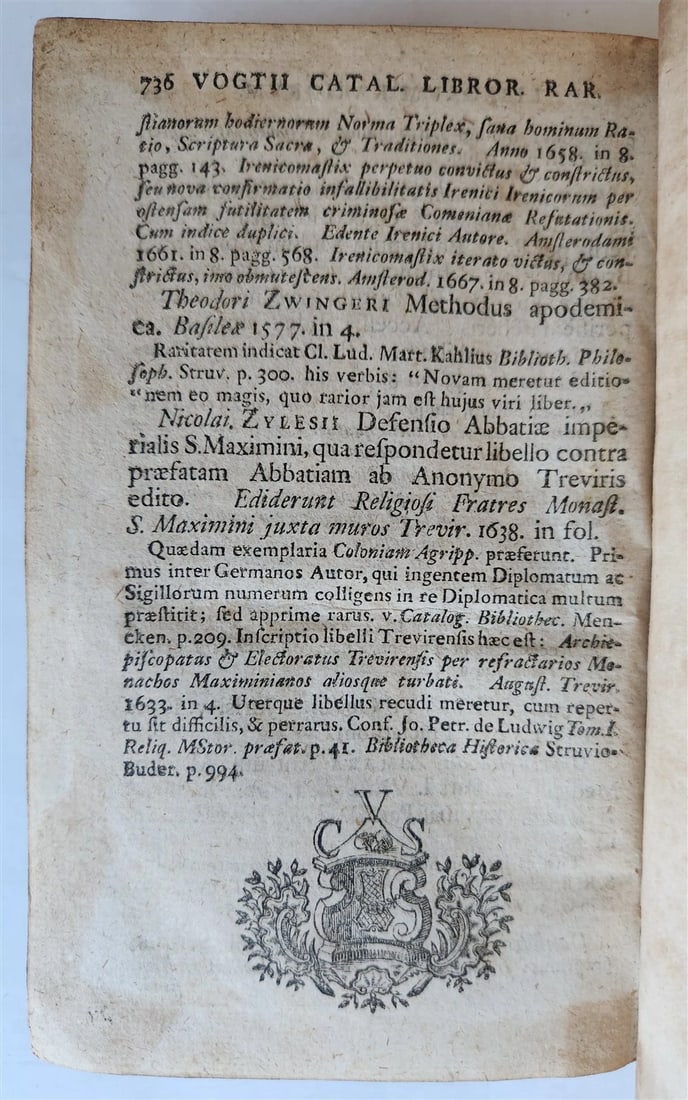 736 VOGTII CATAL. LIBROR. RAR.
ſtianorum hodiernorum Norma Triplex, ſana hominum Ra-
tio, Scriptura Sacra, & Traditiones. Anno 1658. in 8.
pagg. 143. Irenicomaſtix perpetuo convictus & conſtrictus,
ſeu nova confirmatio infallibilitatis Irenici Irenicorum per
oſtenſam futilitatem criminoſæ Comenianæ Refutationis.
Cum indice duplici. Edente Irenici Autore. Amſterodami
1661. in 8. pagg. 568. Irenicomaſtix iterato victus, & con-
ſtrictus, imo obmuteſtens. Amſterod. 1667. in 8. pagg. 382.
Theodori ZWINGERI Methodus apodemi-
ca. Baſileæ 1577. in 4.
Raritatem indicat Cl. Lud. Mart. Kahlius Biblioth. Philo-
ſoph. Struv. p. 300. his verbis: “Novam meretur editio-
“nem eo magis, quo rarior jam eſt hujus viri liber.„
Nicolai. ZYLESII Defenſio Abbatiæ impe-
rialis S. Maximini, qua reſpondetur libello contra
præfatam Abbatiam ab Anonymo Treviris
edito. Ediderunt Religioſi Fratres Monaſt.
S. Maximini juxta muros Trevir. 1638. in fol.
Quædam exemplaria Coloniam Agripp. præferunt. Pri-
mus inter Germanos Autor, qui ingentem Diplomatum ac
Sigillorum numerum colligens in re Diplomatica multum
præſtitit; ſed apprime rarus. v. Catalog. Bibliothec. Men-
cken. p. 209. Inſcriptio libelli Trevirenſis hæc eſt: Archie-
piſcopatus & Electoratus Trevirenſis per refractarios Mo-
nachos Maximinianos aliosque turbati. Auguſt. Trevir.
1633. in 4. Uterque libellus recudi meretur, cum reper-
tu ſit difficilis, & perrarus. Conf. Jo. Petr. de Ludwig Tom. I.
Reliq. MStor. præfat. p. 41. Bibliotheca Hiſtorica Struvio-
Buder. p. 994.
V
C S